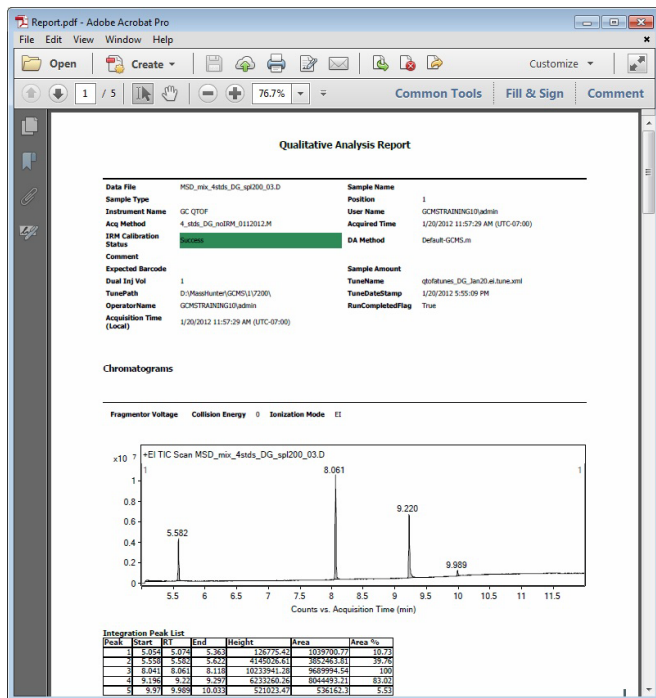 Report.pdf - Adobe Acrobat Pro
File Edit View Window Help
Open Create Customize
1 / 5 76.7% Common Tools Fill & Sign Comment
Qualitative Analysis Report
Data File MSD_mix_4stds_DG_spl200_03.D Sample Name
Sample Type Position 1
Instrument Name GC QTOF User Name GCMSTRAINING10\admin
Acq Method 4_stds_DG_noIRM_0112012.M Acquired Time 1/20/2012 11:57:29 AM (UTC-07:00)
IRM Calibration Status Success DA Method Default-GCMS.m
Comment
Expected Barcode Sample Amount
Dual Inj Vol 1 TuneName qtofatunes_DG_Jan20.ei.tune.xml
TunePath D:\MassHunter\GCMS\1\7200\ TuneDateStamp 1/20/2012 5:55:09 PM
OperatorName GCMSTRAINING10\admin RunCompletedFlag True
Acquisition Time (Local) 1/20/2012 11:57:29 AM (UTC-07:00)
Chromatograms
Fragmentor Voltage Collision Energy 0 Ionization Mode EI
x10 7 +EI TIC Scan MSD_mix_4stds_DG_spl200_03.D
1 8.061 1
1
0.8
9.220
0.6
5.582
0.4
9.989
0.2
0
5.5 6 6.5 7 7.5 8 8.5 9 9.5 10 10.5 11 11.5
Counts vs. Acquisition Time (min)
Integration Peak List
Peak Start RT End Height Area Area %
1 5.054 5.074 5.363 126775.42 1039700.77 10.73
2 5.558 5.582 5.622 4145026.61 3852463.81 39.76
3 8.041 8.061 8.118 10233941.28 9689994.54 100
4 9.196 9.22 9.297 6233260.26 8044493.21 83.02
5 9.97 9.989 10.033 521023.47 536162.3 5.53